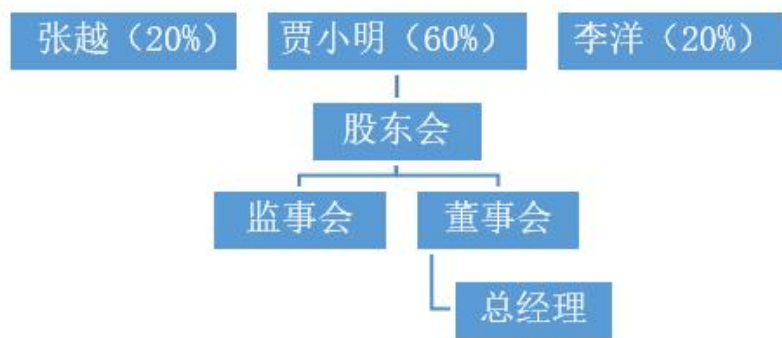 张越（20%）
贾小明（60%）
李洋（20%）
股东会
监事会
董事会
总经理